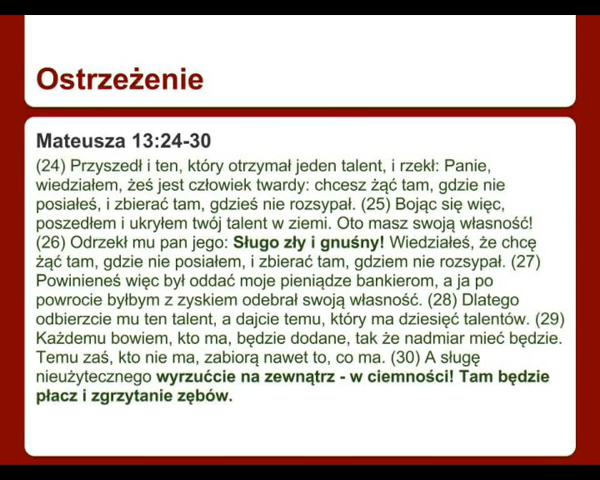 Ostrzeżenie
Mateusza 13:24-30
(24) Przyszedł i ten, który otrzymał jeden talent, i rzekł: Panie,
wiedziałem, żeś jest człowiek twardy: chcesz żąć tam, gdzie nie
posiałeś, i zbierać tam, gdzieś nie rozsypał. (25) Bojąc się więc,
poszedłem i ukryłem twój talent w ziemi. Oto masz swoją własność!
(26) Odrzekł mu pan jego: Sługo zły i gnuśny! Wiedziałeś, że chcę
żąć tam, gdzie nie posiałem, i zbierać tam, gdziem nie rozsypał. (27)
Powinieneś więc był oddać moje pieniądze bankierom, a ja po
powrocie byłbym z zyskiem odebrał swoją własność. (28) Dlatego
odbierzcie mu ten talent, a dajcie temu, który ma dziesięć talentów. (29)
Każdemu bowiem, kto ma, będzie dodane, tak że nadmiar mieć będzie.
Temu zaś, kto nie ma, zabiorą nawet to, co ma. (30) A sługę
nieużytecznego wyrzućcie na zewnątrz - w ciemności! Tam będzie
płacz i zgrzytanie zębów.